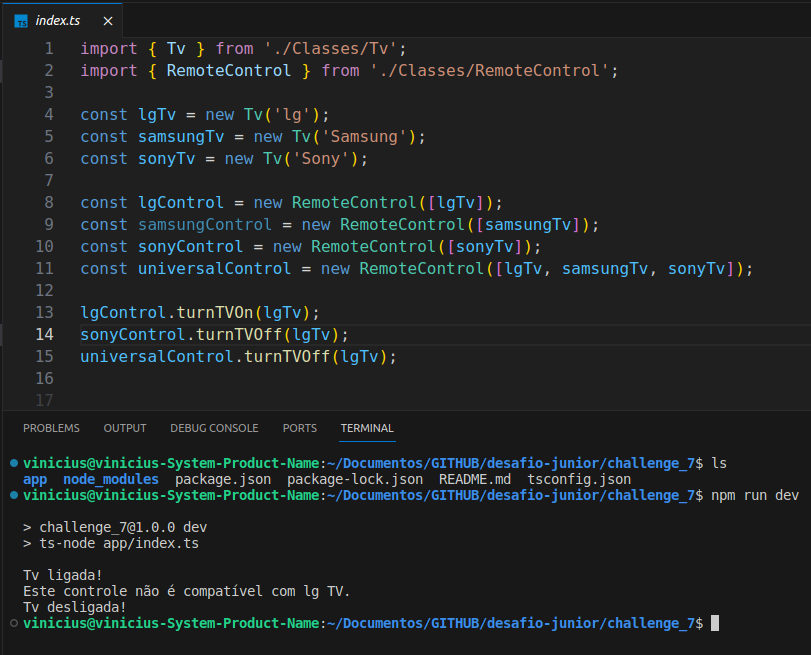 TS index.ts ×
1 import { Tv } from './Classes/Tv';
2 import { RemoteControl } from './Classes/RemoteControl';
3
4 const lgTv = new Tv('lg');
5 const samsungTv = new Tv('Samsung');
6 const sonyTv = new Tv('Sony');
7
8 const lgControl = new RemoteControl([lgTv]);
9 const samsungControl = new RemoteControl([samsungTv]);
10 const sonyControl = new RemoteControl([sonyTv]);
11 const universalControl = new RemoteControl([lgTv, samsungTv, sonyTv]);
12
13 lgControl.turnTVOn(lgTv);
14 sonyControl.turnTVOff(lgTv);
15 universalControl.turnTVOff(lgTv);
16
17
PROBLEMS OUTPUT DEBUG CONSOLE PORTS TERMINAL
vinicius@vinicius-System-Product-Name:~/Documentos/GITHUB/desafio-junior/challenge_7$ ls
app node_modules package.json package-lock.json README.md tsconfig.json
vinicius@vinicius-System-Product-Name:~/Documentos/GITHUB/desafio-junior/challenge_7$ npm run dev
> challenge_7@1.0.0 dev
> ts-node app/index.ts
Tv ligada!
Este controle não é compatível com lg TV.
Tv desligada!
vinicius@vinicius-System-Product-Name:~/Documentos/GITHUB/desafio-junior/challenge_7$